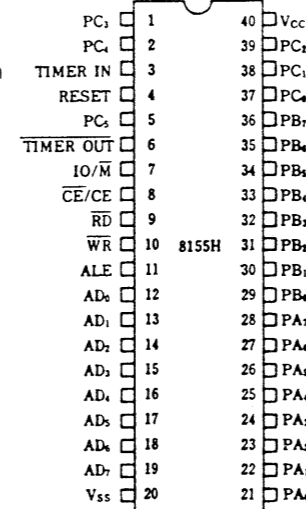 PC₃ 1 40 Vcc
PC₄ 2 39 PC₂
TIMER IN 3 38 PC₁
RESET 4 37 PC₀
PC₅ 5 36 PB₇
TIMER OUT 6 35 PB₆
IO/M 7 34 PB₅
CE/CE 8 33 PB₄
RD 9 32 PB₃
WR 10 8155H 31 PB₂
ALE 11 30 PB₁
AD₀ 12 29 PB₀
AD₁ 13 28 PA₇
AD₂ 14 27 PA₆
AD₃ 15 26 PA₅
AD₄ 16 25 PA₄
AD₅ 17 24 PA₃
AD₆ 18 23 PA₂
AD₇ 19 22 PA₁
Vss 20 21 PA₀